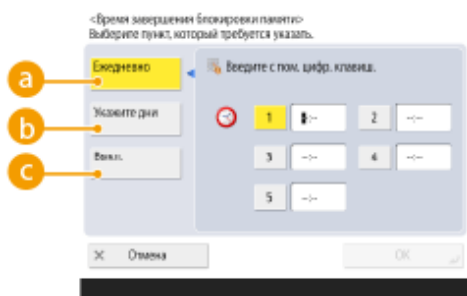 <Время завершения блокировки памяти>
Выберите пункт, который требуется указать.
a
Ежедневно
Введите с пом. цифр. клавиш.
b
Укажите дни
1
-:--
2
--:--
c
Выкл.
3
--:--
4
--:--
5
--:--
× Отмена
OK